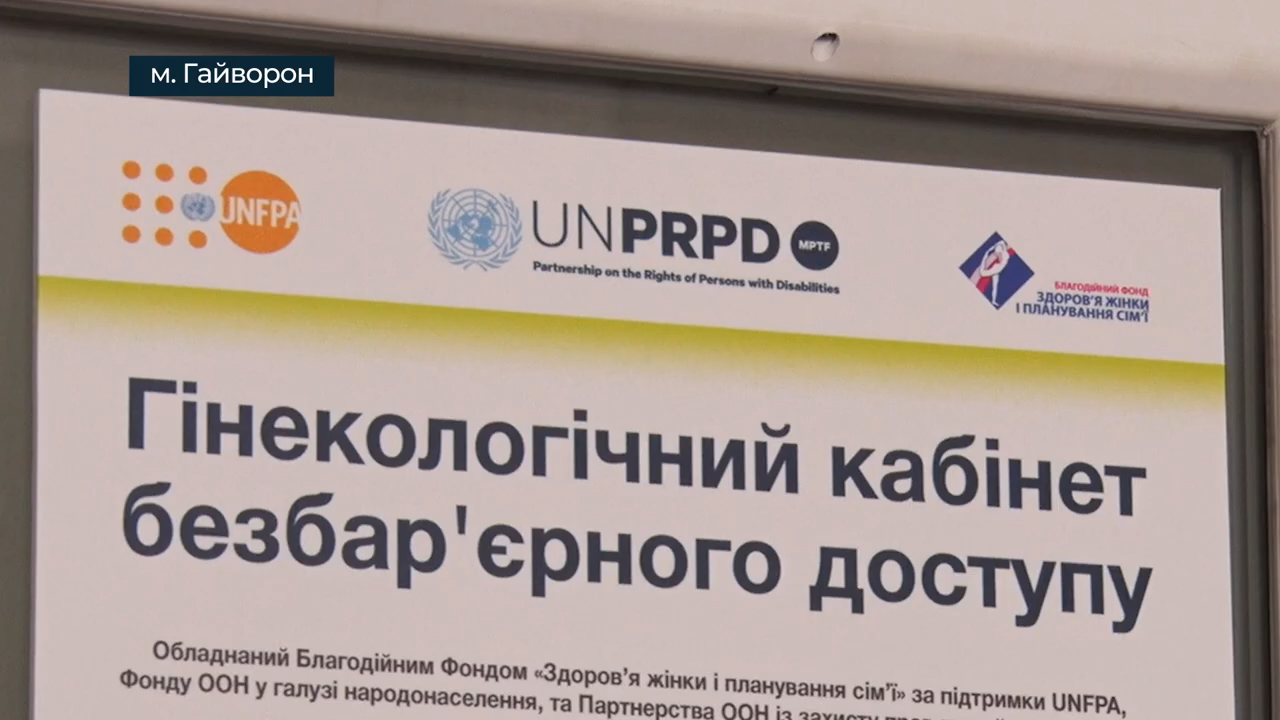 м. Гайворон
UNFPA
UNPRPD MPTF
Partnership on the Rights of Persons with Disabilities
БЛАГОДІЙНИЙ ФОНД
ЗДОРОВ'Я ЖІНКИ
І ПЛАНУВАННЯ СІМ'Ї
Гінекологічний кабінет
безбар'єрного доступу
Обладнаний Благодійним Фондом «Здоров’я жінки і планування сім’ї» за підтримки UNFPA,
Фонду ООН у галузі народонаселення, та Партнерства ООН із захисту